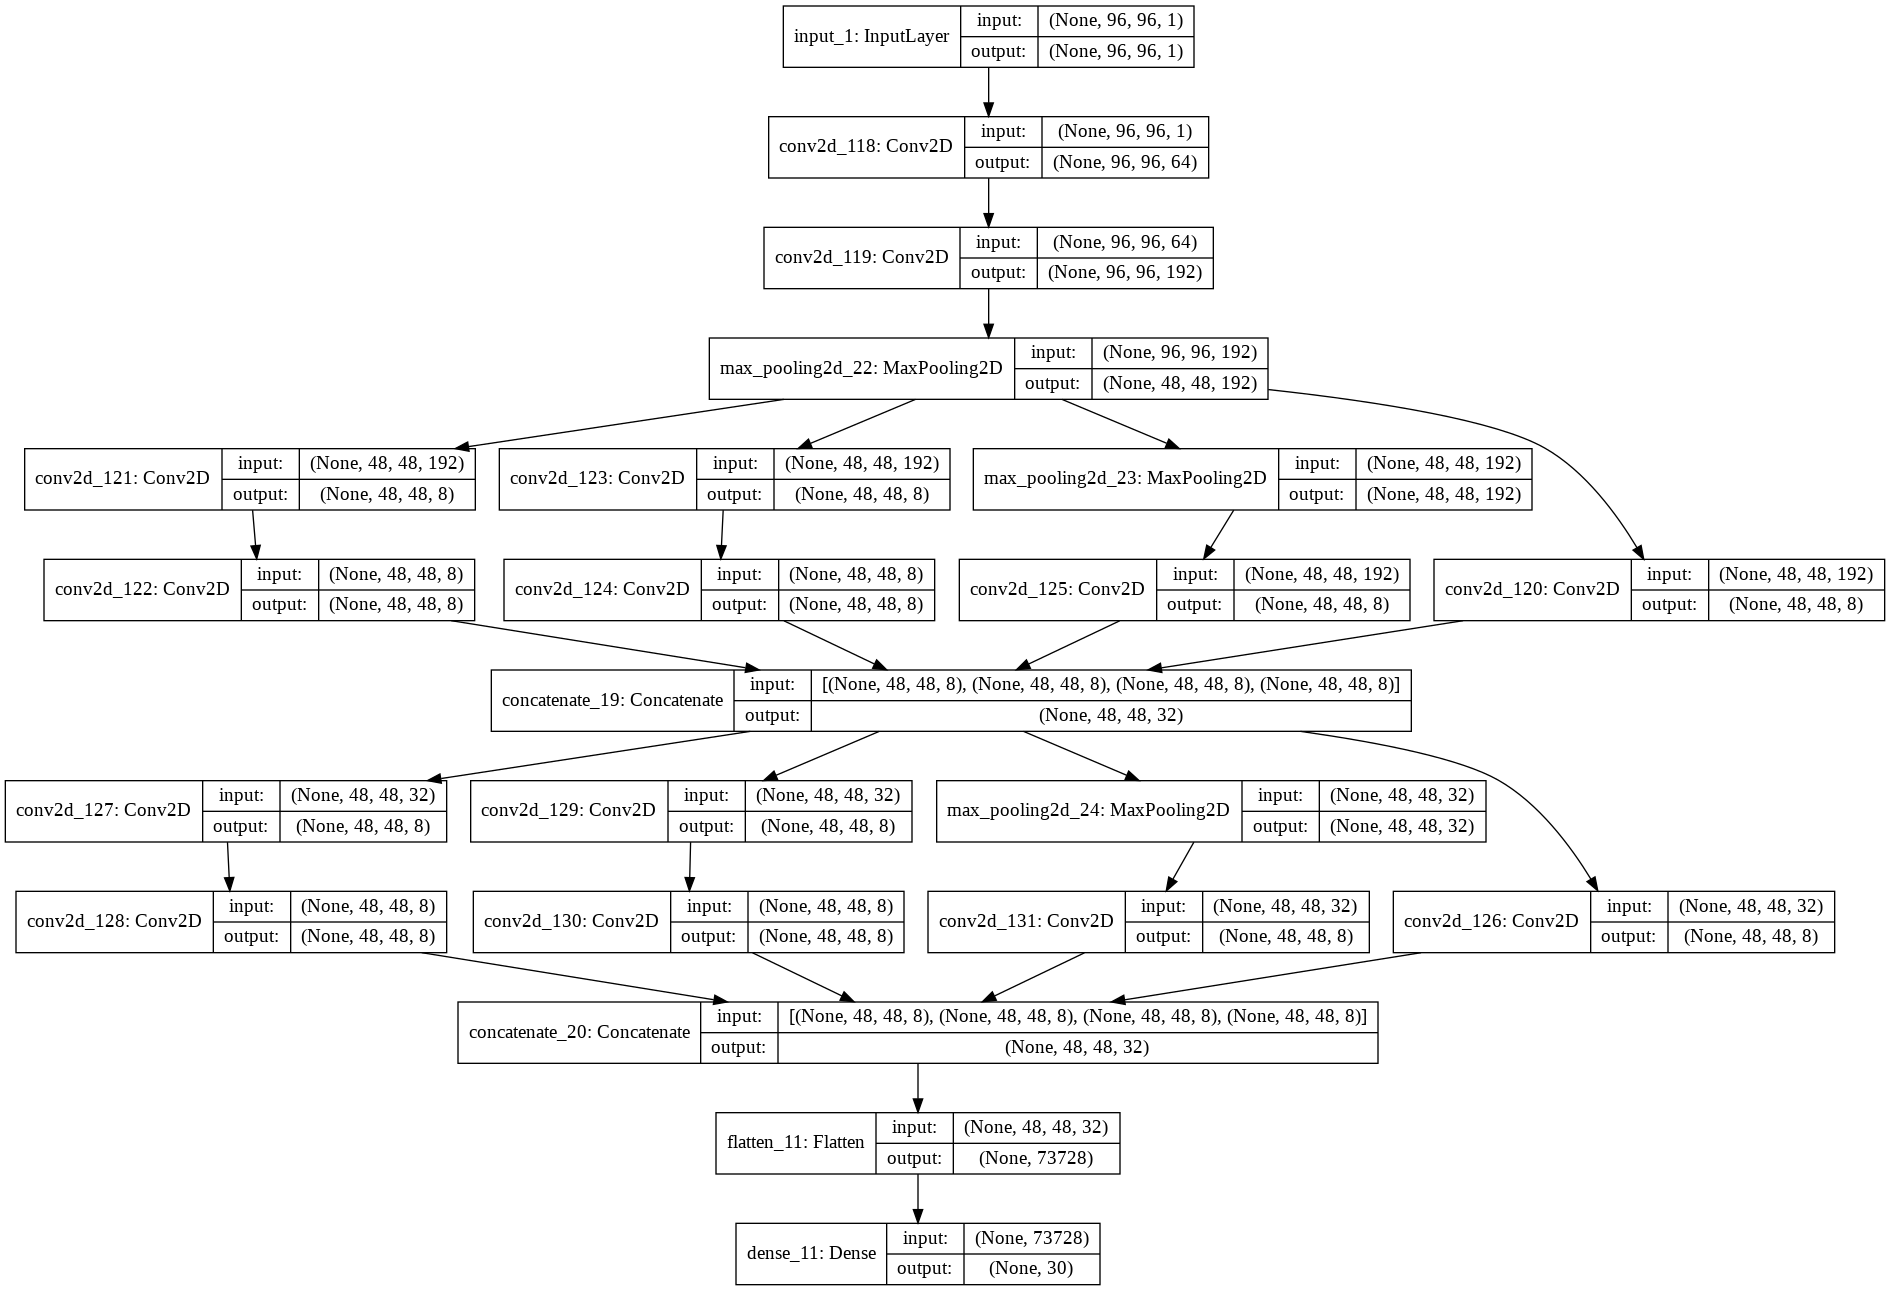 input_1: InputLayer
input: (None, 96, 96, 1)
output: (None, 96, 96, 1)
conv2d_118: Conv2D
input: (None, 96, 96, 1)
output: (None, 96, 96, 64)
conv2d_119: Conv2D
input: (None, 96, 96, 64)
output: (None, 96, 96, 192)
max_pooling2d_22: MaxPooling2D
input: (None, 96, 96, 192)
output: (None, 48, 48, 192)
conv2d_121: Conv2D
input: (None, 48, 48, 192)
output: (None, 48, 48, 8)
conv2d_123: Conv2D
input: (None, 48, 48, 192)
output: (None, 48, 48, 8)
max_pooling2d_23: MaxPooling2D
input: (None, 48, 48, 192)
output: (None, 48, 48, 192)
conv2d_122: Conv2D
input: (None, 48, 48, 8)
output: (None, 48, 48, 8)
conv2d_124: Conv2D
input: (None, 48, 48, 8)
output: (None, 48, 48, 8)
conv2d_125: Conv2D
input: (None, 48, 48, 192)
output: (None, 48, 48, 8)
conv2d_120: Conv2D
input: (None, 48, 48, 192)
output: (None, 48, 48, 8)
concatenate_19: Concatenate
input: [(None, 48, 48, 8), (None, 48, 48, 8), (None, 48, 48, 8), (None, 48, 48, 8)]
output: (None, 48, 48, 32)
conv2d_127: Conv2D
input: (None, 48, 48, 32)
output: (None, 48, 48, 8)
conv2d_129: Conv2D
input: (None, 48, 48, 32)
output: (None, 48, 48, 8)
max_pooling2d_24: MaxPooling2D
input: (None, 48, 48, 32)
output: (None, 48, 48, 32)
conv2d_128: Conv2D
input: (None, 48, 48, 8)
output: (None, 48, 48, 8)
conv2d_130: Conv2D
input: (None, 48, 48, 8)
output: (None, 48, 48, 8)
conv2d_131: Conv2D
input: (None, 48, 48, 32)
output: (None, 48, 48, 8)
conv2d_126: Conv2D
input: (None, 48, 48, 32)
output: (None, 48, 48, 8)
concatenate_20: Concatenate
input: [(None, 48, 48, 8), (None, 48, 48, 8), (None, 48, 48, 8), (None, 48, 48, 8)]
output: (None, 48, 48, 32)
flatten_11: Flatten
input: (None, 48, 48, 32)
output: (None, 73728)
dense_11: Dense
input: (None, 73728)
output: (None, 30)